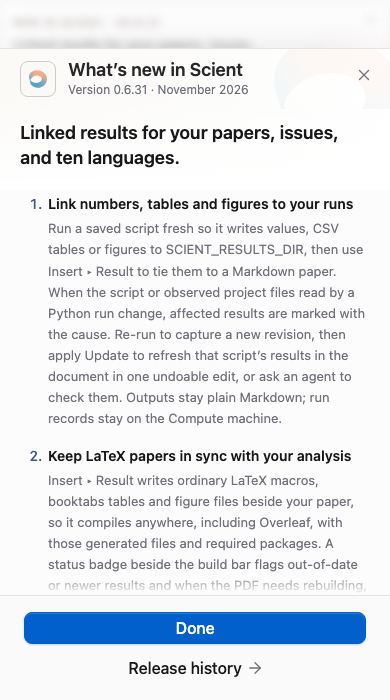 What's new in Scient
Version 0.6.31 · November 2026
Linked results for your papers, issues,
and ten languages.
1. Link numbers, tables and figures to your runs
Run a saved script fresh so it writes values, CSV
tables or figures to SCIENT_RESULTS_DIR, then use
Insert ▸ Result to tie them to a Markdown paper.
When the script or observed project files read by a
Python run change, affected results are marked with
the cause. Re-run to capture a new revision, then
apply Update to refresh that script's results in the
document in one undoable edit, or ask an agent to
check them. Outputs stay plain Markdown; run
records stay on the Compute machine.
2. Keep LaTeX papers in sync with your analysis
Insert ▸ Result writes ordinary LaTeX macros,
booktabs tables and figure files beside your paper,
so it compiles anywhere, including Overleaf, with
those generated files and required packages. A
status badge beside the build bar flags out-of-date
or newer results and when the PDF needs rebuilding,
Done
Release history →